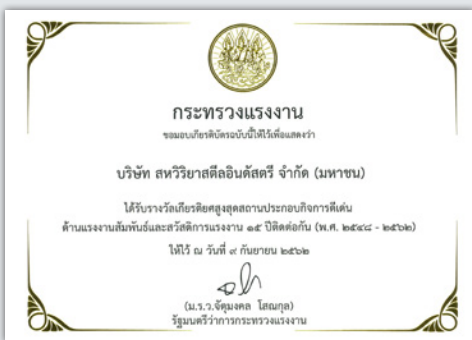 กระทรวงแรงงาน
ขอมอบเกียรติบัตรฉบับนี้ให้ไว้เพื่อแสดงว่า
บริษัท สหวิริยาสตีลอินดัสตรี จำกัด (มหาชน)
ได้รับรางวัลเกียรติยศสูงสุดสถานประกอบกิจการดีเด่น
ด้านแรงงานสัมพันธ์และสวัสดิการแรงงาน ๑๕ ปีติดต่อกัน (พ.ศ. ๒๕๔๘ - ๒๕๖๒)
ให้ไว้ ณ วันที่ ๙ กันยายน ๒๕๖๒
(ม.ร.ว.จัตุมงคล โสณกุล)
รัฐมนตรีว่าการกระทรวงแรงงาน